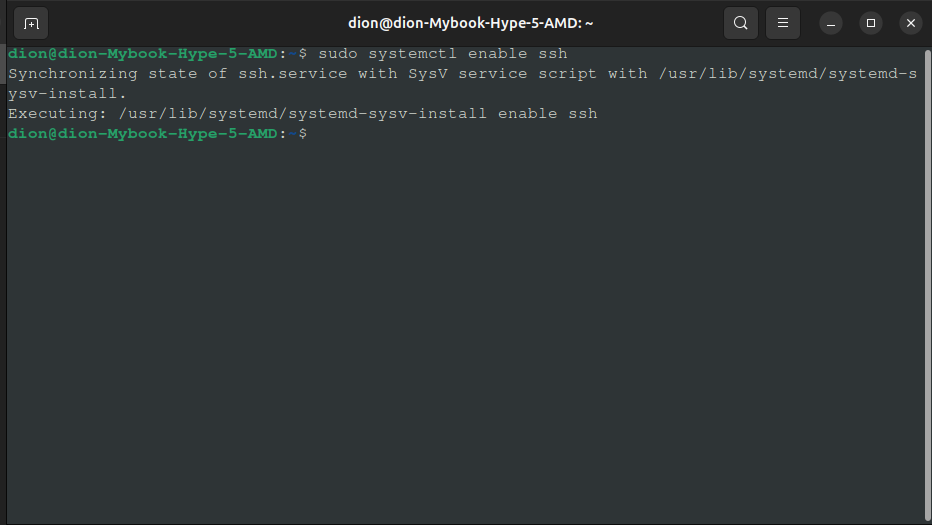 dion@dion-Mybook-Hype-5-AMD: ~
dion@dion-Mybook-Hype-5-AMD:~$ sudo systemctl enable ssh
Synchronizing state of ssh.service with SysV service script with /usr/lib/systemd/systemd-s
ysv-install.
Executing: /usr/lib/systemd/systemd-sysv-install enable ssh
dion@dion-Mybook-Hype-5-AMD:~$